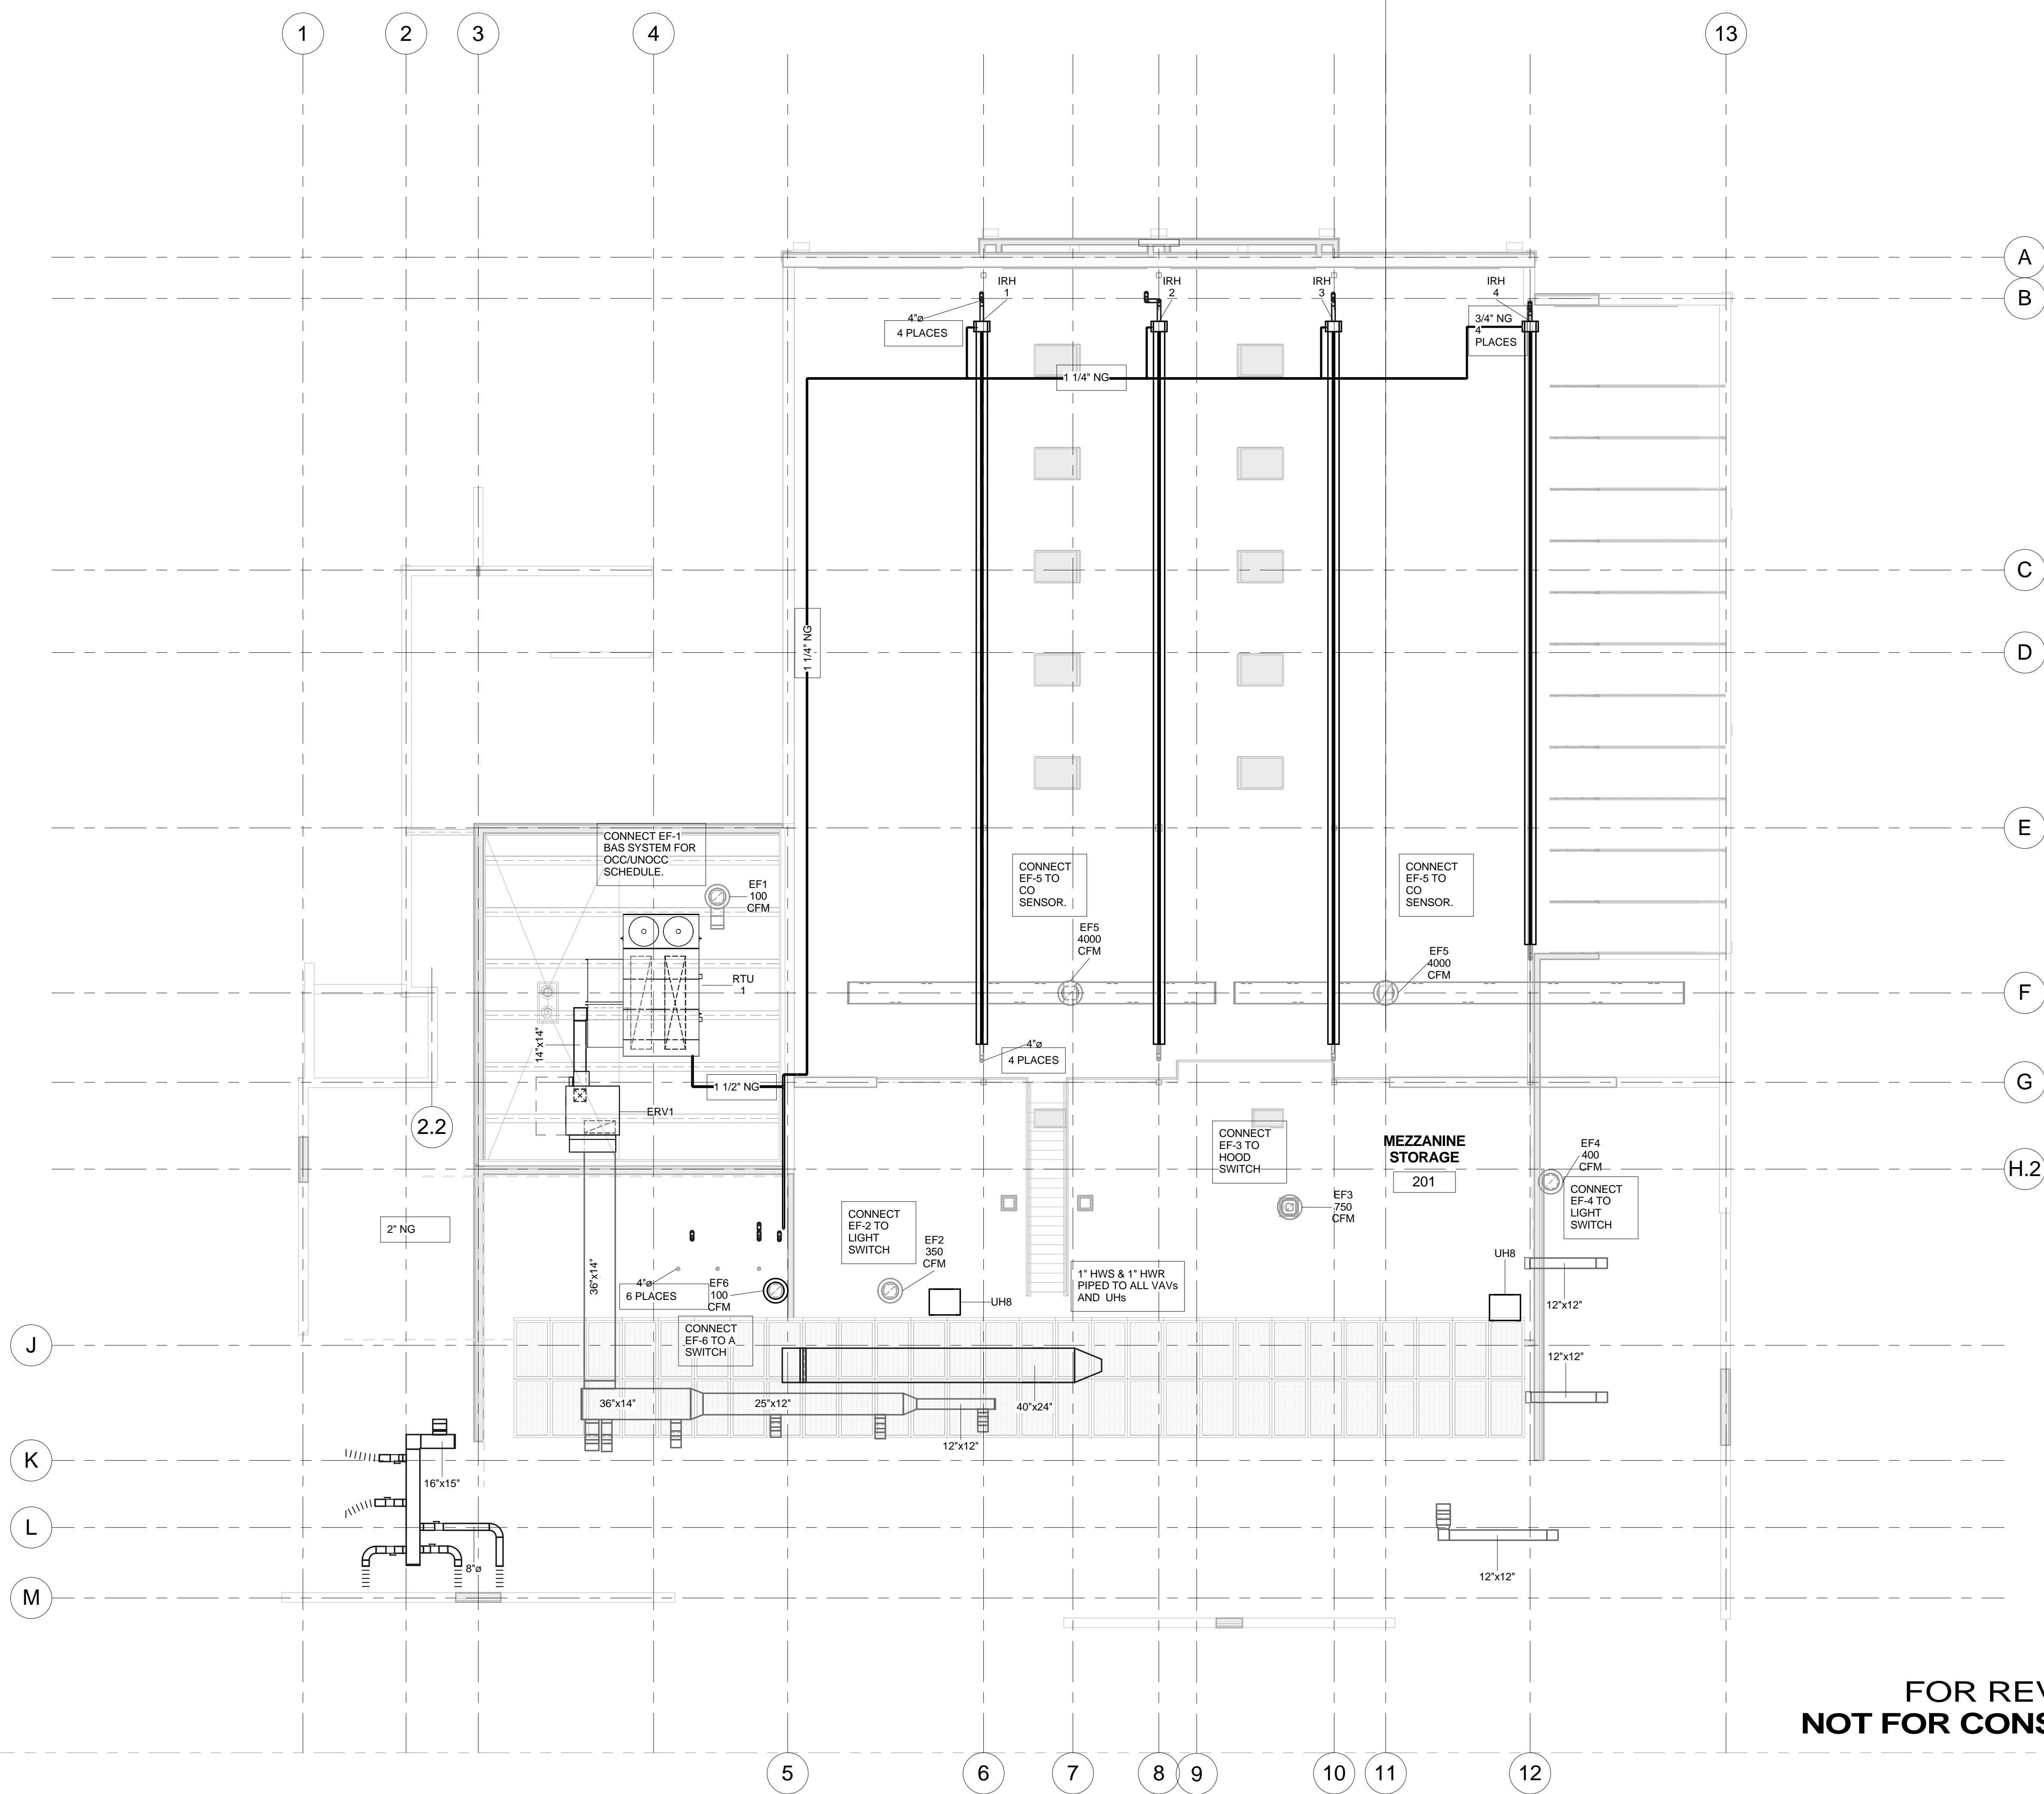 1
2
3
4
13
A
B
IRH
1
IRH
2
IRH
3
IRH
4
4"ø
4 PLACES
3/4" NG
4
PLACES
1 1/4" NG
C
1 1/4" NG
D
E
CONNECT EF-1
BAS SYSTEM FOR
OCC/UNOCC
SCHEDULE.
EF1
100
CFM
CONNECT
EF-5 TO
CO
SENSOR.
CONNECT
EF-5 TO
CO
SENSOR.
EF5
4000
CFM
EF5
4000
CFM
RTU
1
F
14"x14"
4"ø
4 PLACES
1 1/2" NG
G
ERV1
2.2
CONNECT
EF-3 TO
HOOD
SWITCH
MEZZANINE
STORAGE
201
EF4
400
CFM
H.2
CONNECT
EF-4 TO
LIGHT
SWITCH
2" NG
CONNECT
EF-2 TO
LIGHT
SWITCH
EF3
750
CFM
EF2
350
CFM
UH8
36"x14"
4"ø
6 PLACES
EF6
100
CFM
UH8
1" HWS & 1" HWR
PIPED TO ALL VAVs
AND UHs
12"x12"
CONNECT
EF-6 TO A
SWITCH
J
12"x12"
36"x14"
25"x12"
40"x24"
12"x12"
K
16"x15"
L
8"ø
12"x12"
M
FOR REV
NOT FOR CONS
5
6
7
8
9
10
11
12